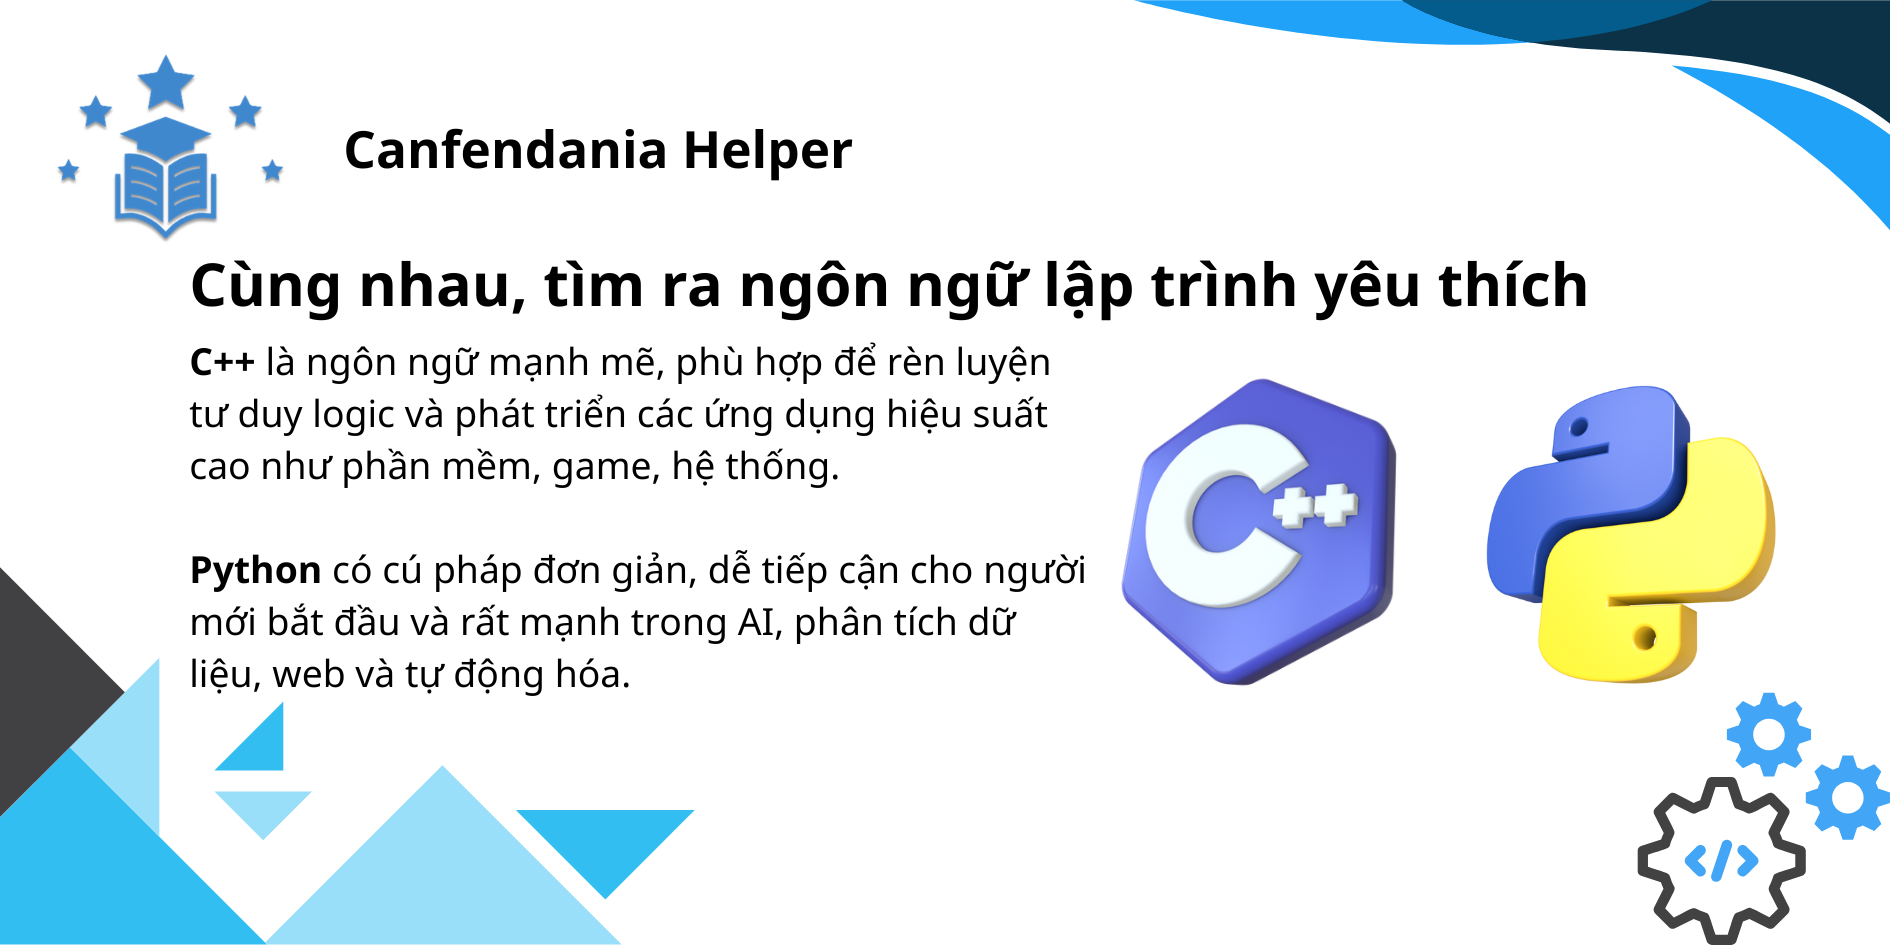 Canfendania Helper
Cùng nhau, tìm ra ngôn ngữ lập trình yêu thích
C++ là ngôn ngữ mạnh mẽ, phù hợp để rèn luyện
tư duy logic và phát triển các ứng dụng hiệu suất
cao như phần mềm, game, hệ thống.
Python có cú pháp đơn giản, dễ tiếp cận cho người
mới bắt đầu và rất mạnh trong AI, phân tích dữ
liệu, web và tự động hóa.
C++
</>